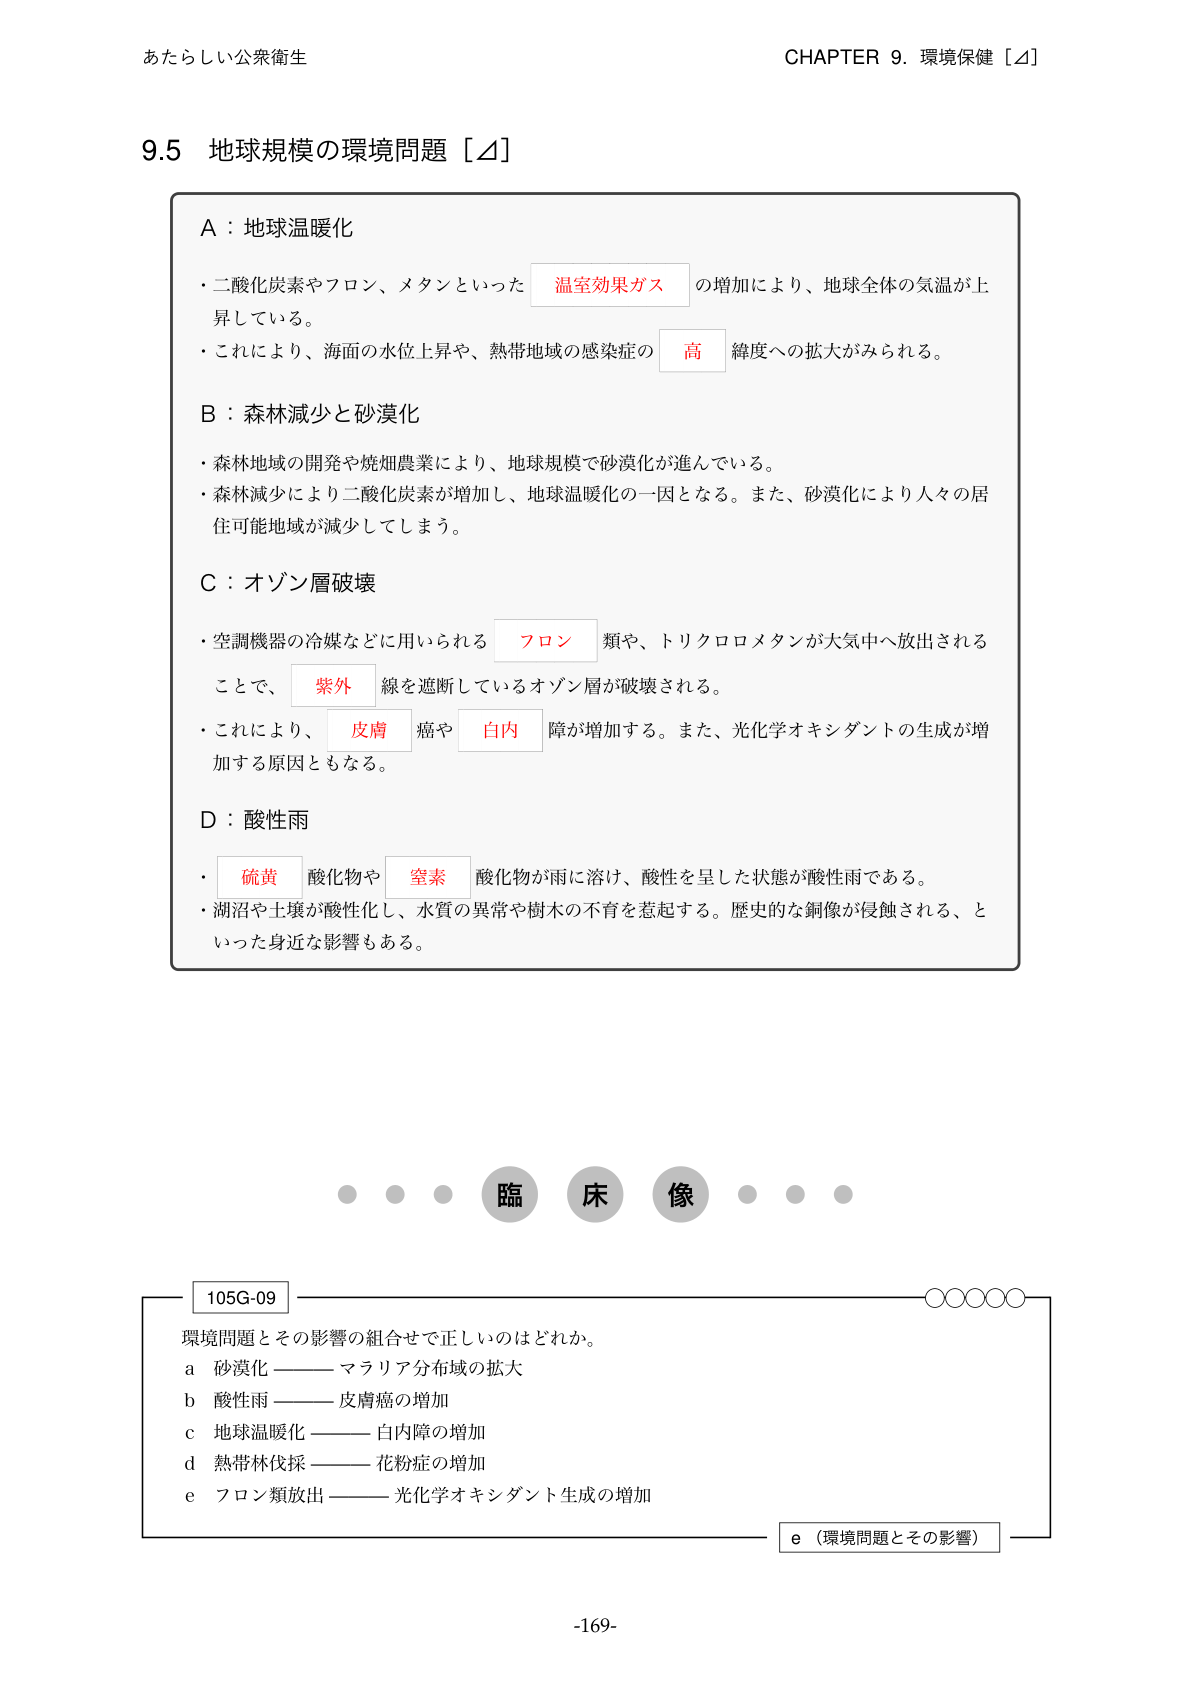 あたらしい公衆衛生
CHAPTER 9. 環境保健［⊿］
9.5 地球規模の環境問題［⊿］
A：地球温暖化
・二酸化炭素やフロン、メタンといった 温室効果ガス の増加により、地球全体の気温が上
昇している。
・これにより、海面の水位上昇や、熱帯地域の感染症の 高 緯度への拡大がみられる。
B：森林減少と砂漠化
・森林地域の開発や焼畑農業により、地球規模で砂漠化が進んでいる。
・森林減少により二酸化炭素が増加し、地球温暖化の一因となる。また、砂漠化により人々の居
住可能地域が減少してしまう。
C：オゾン層破壊
・空調機器の冷媒などに用いられる フロン 類や、トリクロロメタンが大気中へ放出される
ことで、 紫外 線を遮断しているオゾン層が破壊される。
・これにより、 皮膚 癌や 白内 障が増加する。また、光化学オキシダントの生成が増
加する原因ともなる。
D：酸性雨
・ 硫黄 酸化物や 窒素 酸化物が雨に溶け、酸性を呈した状態が酸性雨である。
・湖沼や土壌が酸性化し、水質の異常や樹木の不育を惹起する。歴史的な銅像が侵蝕される、と
いった身近な影響もある。
臨床像
105G-09
環境問題とその影響の組合せで正しいのはどれか。
a 砂漠化 ——— マラリア分布域の拡大
b 酸性雨 ——— 皮膚癌の増加
c 地球温暖化 ——— 白内障の増加
d 熱帯林伐採 ——— 花粉症の増加
e フロン類放出 ——— 光化学オキシダント生成の増加
e（環境問題とその影響）
-169-